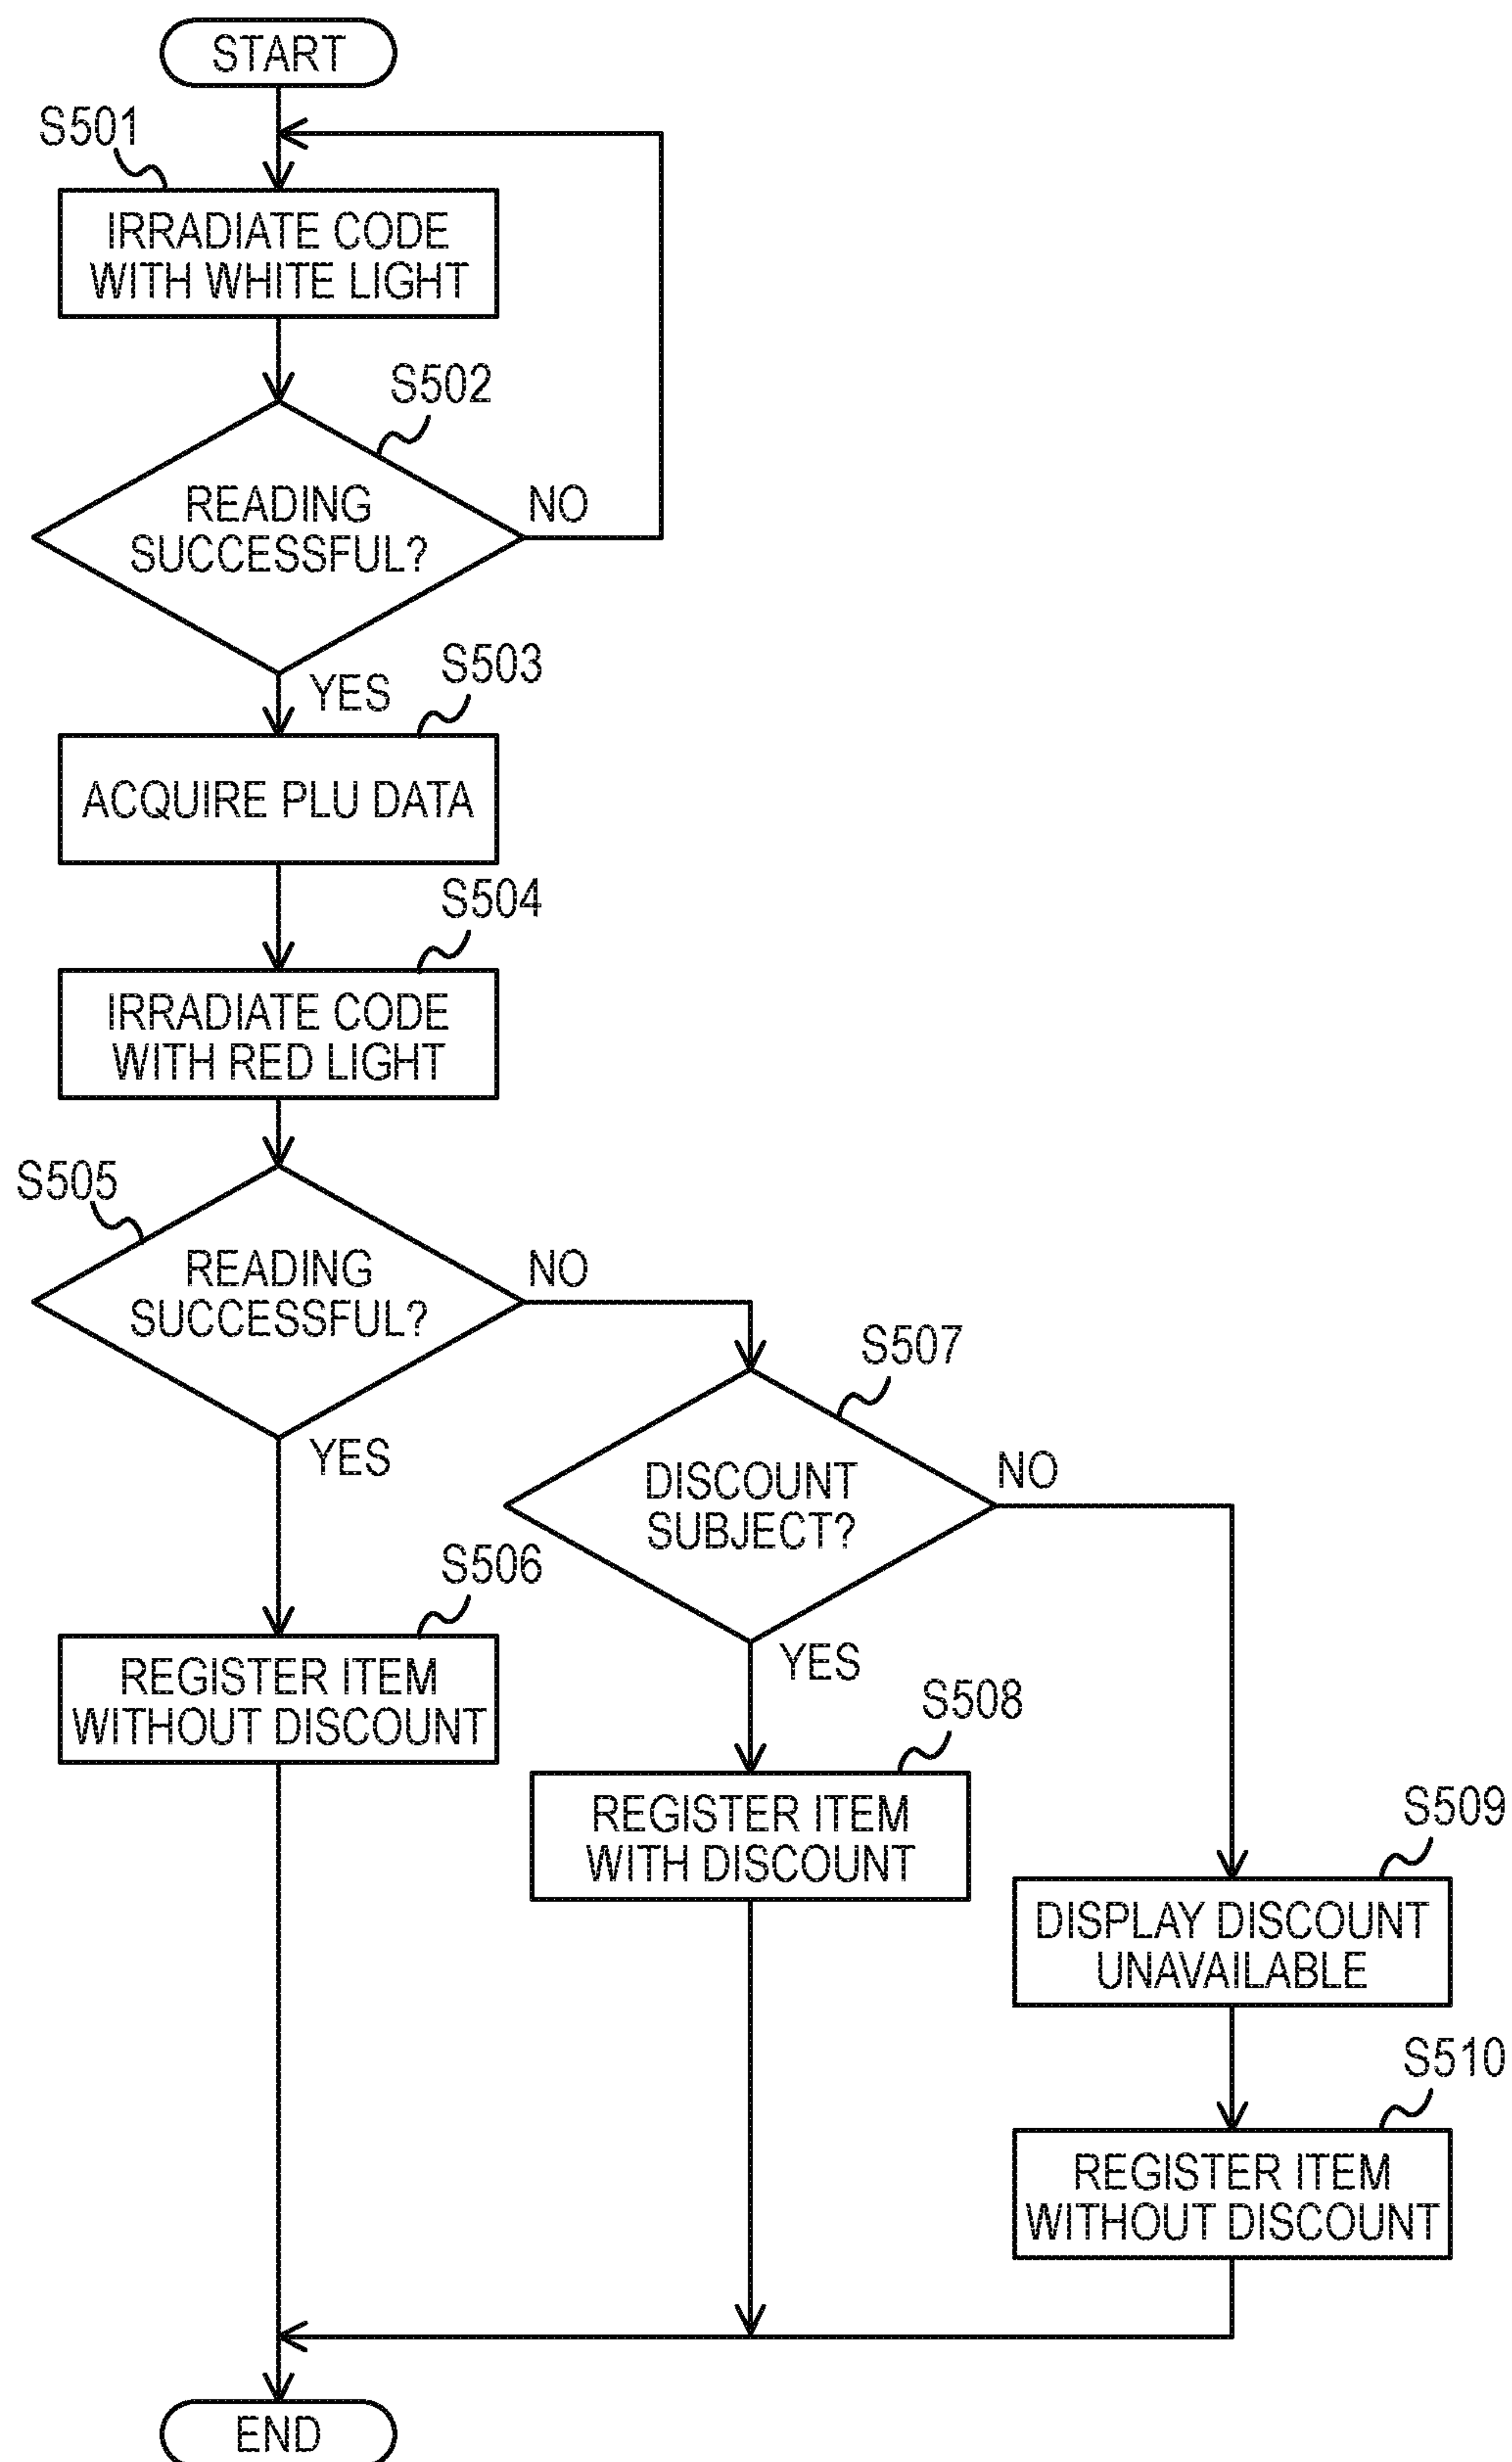 START
S501
IRRADIATE CODE
WITH WHITE LIGHT
S502
READING
SUCCESSFUL?
NO
YES
S503
ACQUIRE PLU DATA
S504
IRRADIATE CODE
WITH RED LIGHT
S505
READING
SUCCESSFUL?
NO
YES
S507
DISCOUNT
SUBJECT?
NO
YES
S506
REGISTER ITEM
WITHOUT DISCOUNT
S508
REGISTER ITEM
WITH DISCOUNT
S509
DISPLAY DISCOUNT
UNAVAILABLE
S510
REGISTER ITEM
WITHOUT DISCOUNT
END